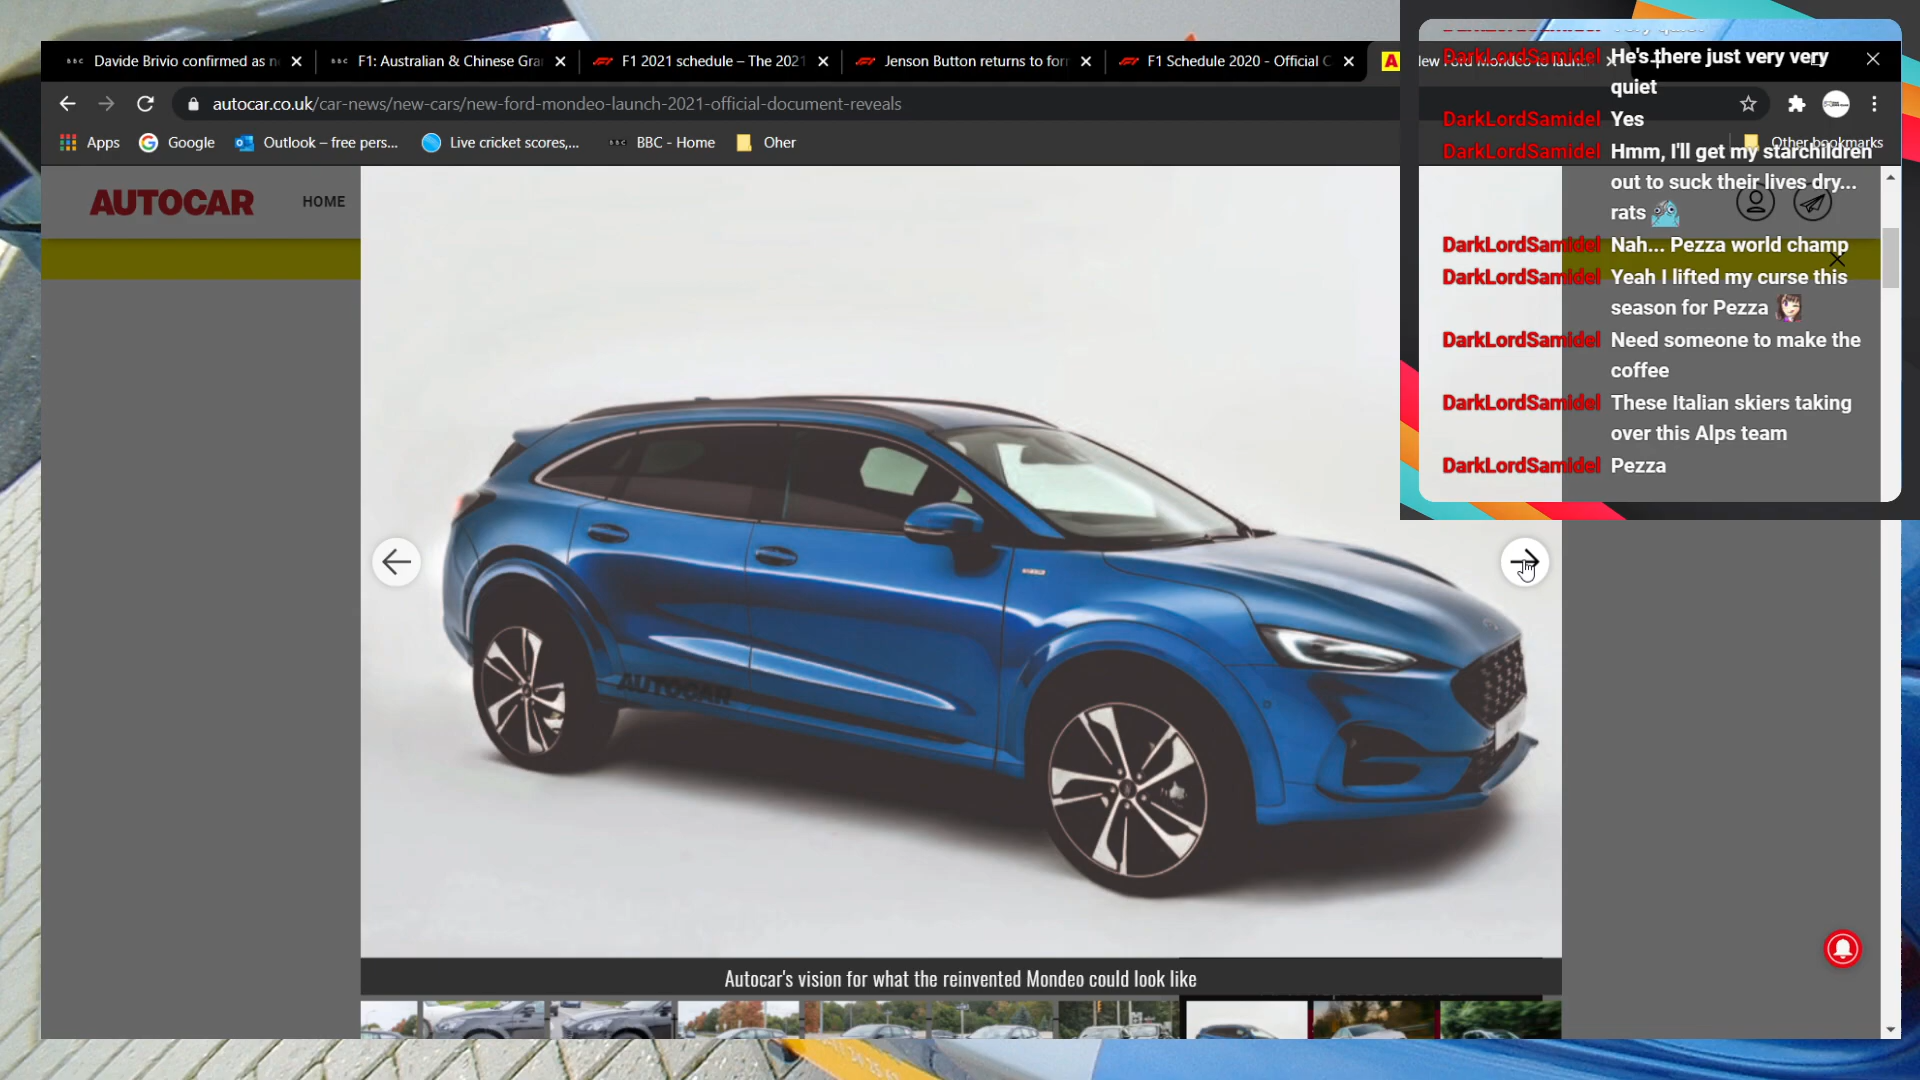 Davide Brivio confirmed as n
F1: Australian & Chinese Gra
F1 2021 schedule – The 2021
Jenson Button returns to for
F1 Schedule 2020 - Official C
autocar.co.uk/car-news/new-cars/new-ford-mondeo-launch-2021-official-document-reveals
Apps
Google
Outlook – free pers...
Live cricket scores,...
BBC - Home
Oher
Other bookmarks
AUTOCAR
HOME
DarkLordSamidel He's there just very very
quiet
DarkLordSamidel Yes
DarkLordSamidel Hmm, I'll get my starchildren
out to suck their lives dry...
rats
DarkLordSamidel Nah... Pezza world champ
DarkLordSamidel Yeah I lifted my curse this
season for Pezza
DarkLordSamidel Need someone to make the
coffee
DarkLordSamidel These Italian skiers taking
over this Alps team
DarkLordSamidel Pezza
AUTOCAR
Autocar's vision for what the reinvented Mondeo could look like